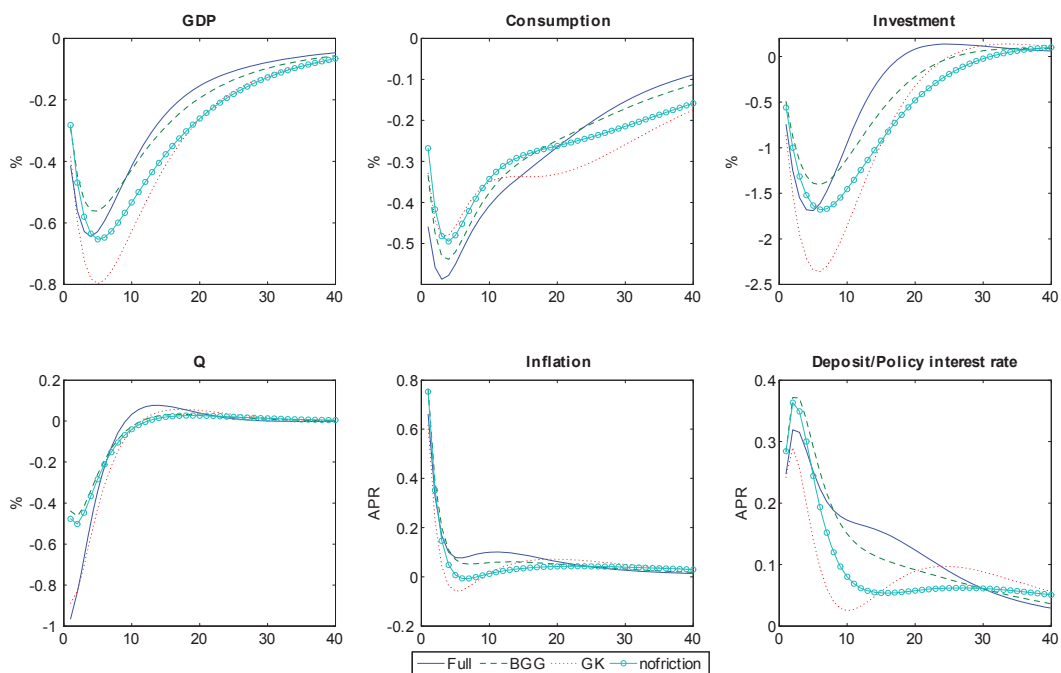 GDP
0
-0.2
-0.4
-0.6
-0.8
%
0 10 20 30 40
Consumption
0
-0.1
-0.2
-0.3
-0.4
-0.5
%
0 10 20 30 40
Investment
0
-0.5
-1
-1.5
-2
-2.5
%
0 10 20 30 40
Q
0.2
0
-0.2
-0.4
-0.6
-0.8
-1
%
0 10 20 30 40
Inflation
0.8
0.6
0.4
0.2
0
-0.2
APR
0 10 20 30 40
Deposit/Policy interest rate
0.4
0.3
0.2
0.1
0
APR
0 10 20 30 40
Full BGG GK nofriction